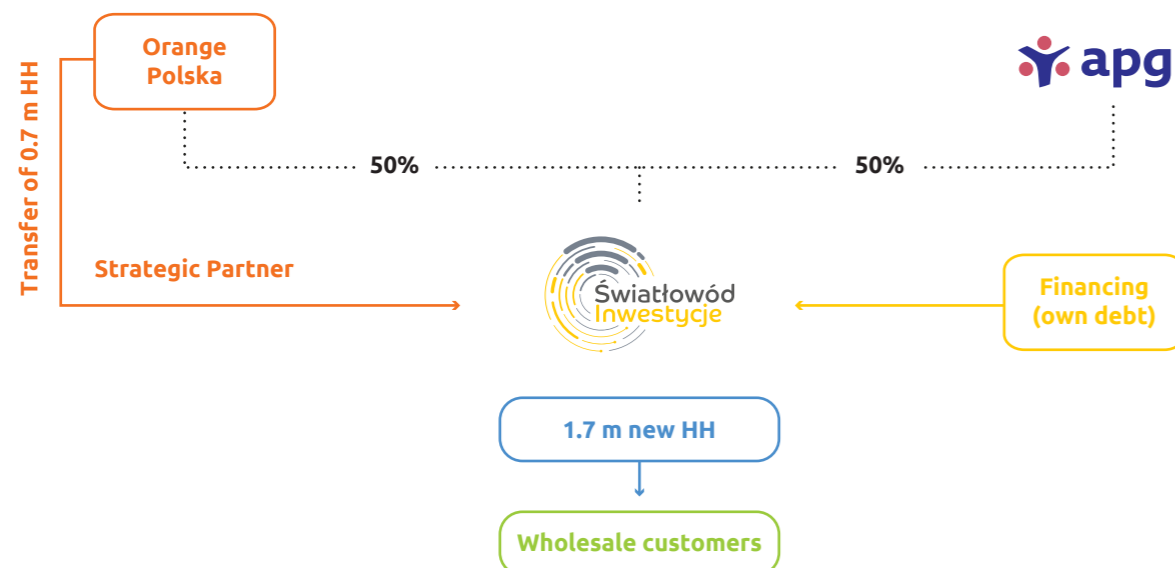 Orange
Polska
apg
Transfer of 0.7 m HH
50%
50%
Strategic Partner
Światłowód
Inwestycje
Financing
(own debt)
1.7 m new HH
Wholesale customers